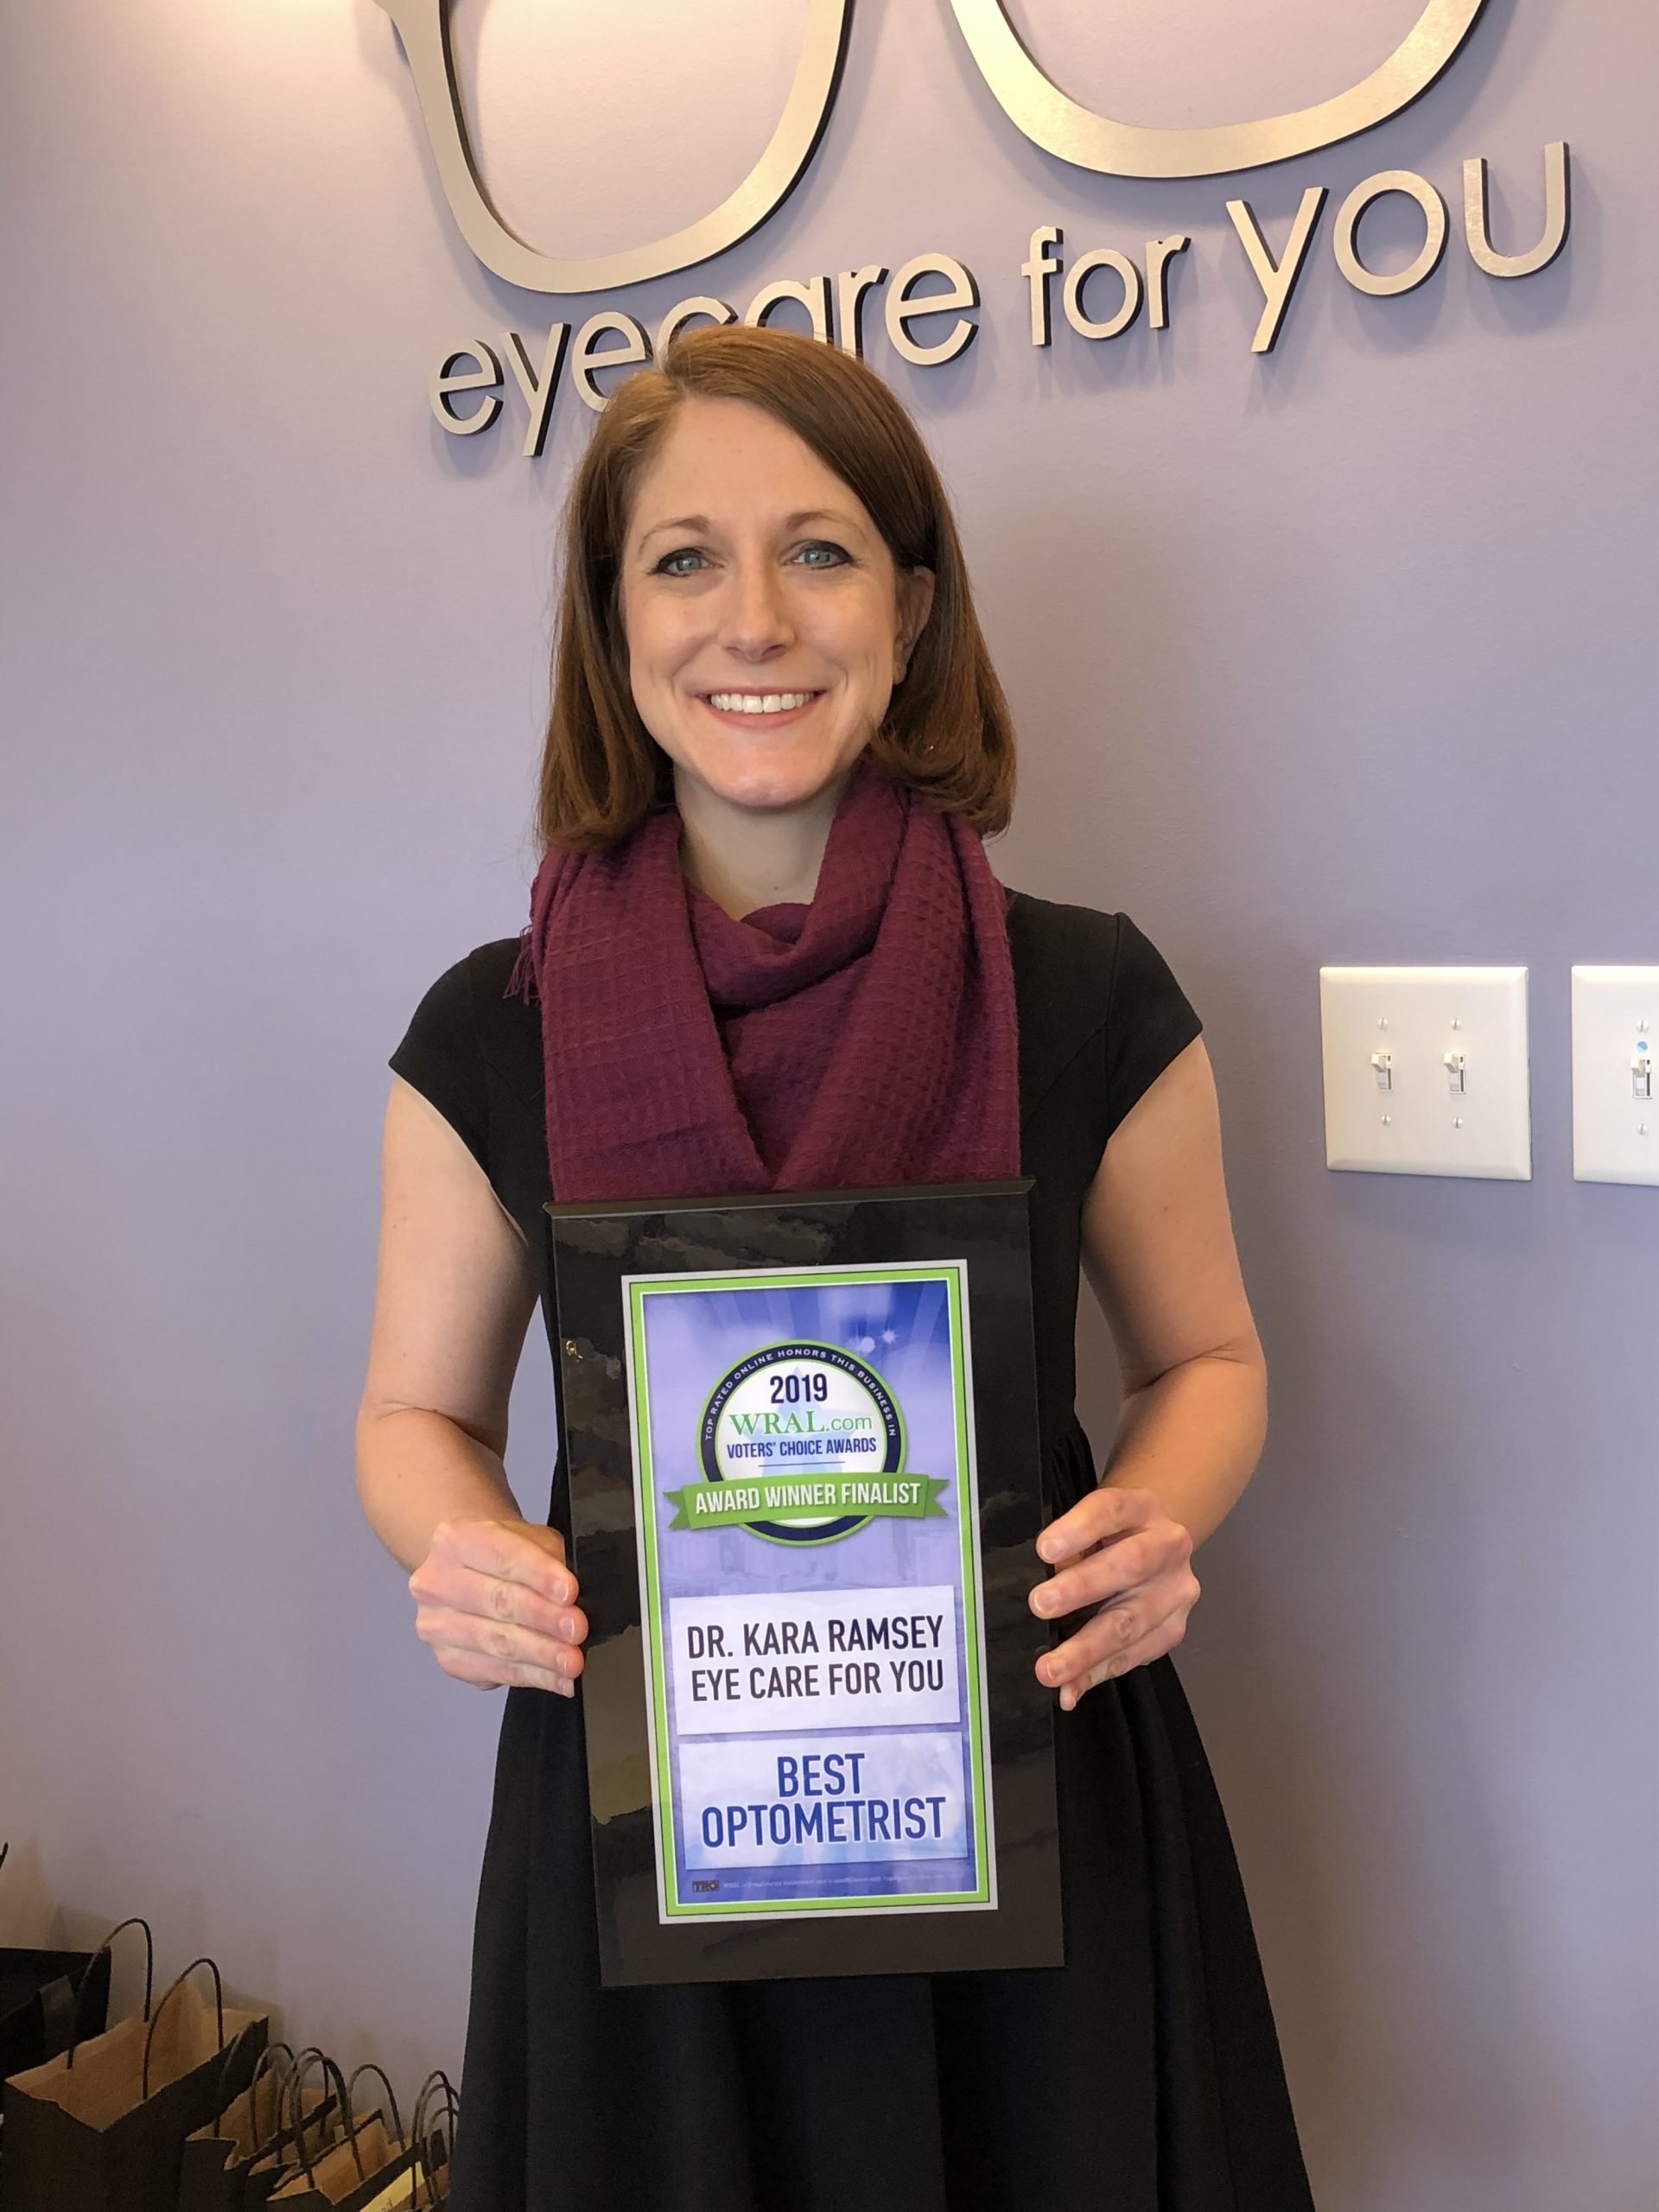 eyecare for you
TOP RATED ONLINE HONORS THIS BUSINESS IN
2019
WRAL.com
VOTERS' CHOICE AWARDS
AWARD WINNER FINALIST
DR. KARA RAMSEY
EYE CARE FOR YOU
BEST
OPTOMETRIST
TRO